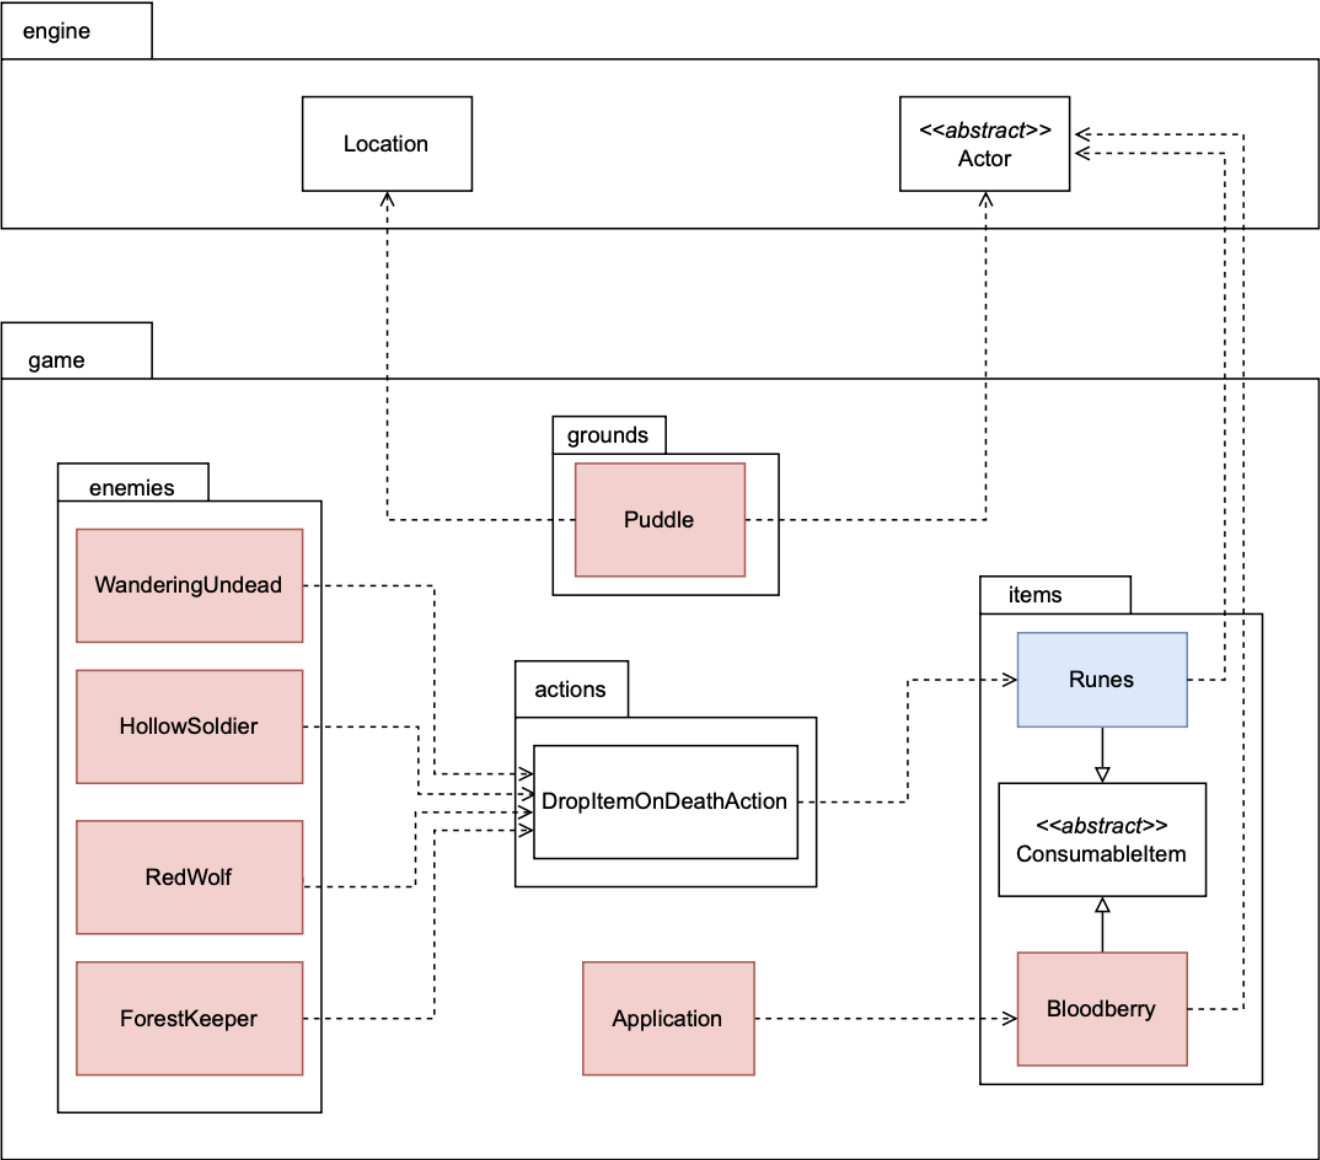 engine
Location
<<abstract>>
Actor
game
grounds
Puddle
enemies
WanderingUndead
HollowSoldier
RedWolf
ForestKeeper
actions
DropItemOnDeathAction
Application
items
Runes
<<abstract>>
ConsumableItem
Bloodberry